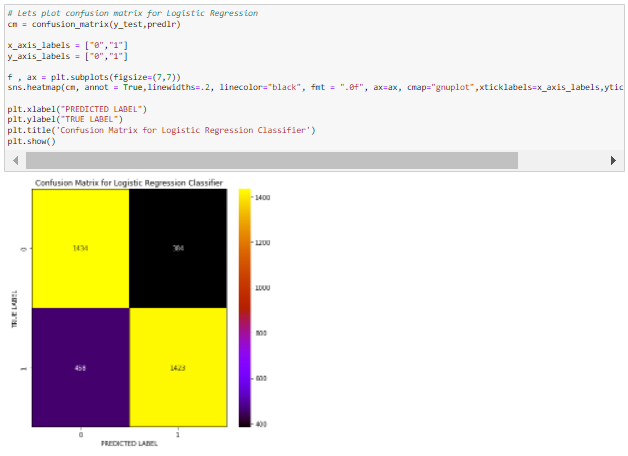 # Lets plot confusion matrix for Logistic Regression
cm = confusion_matrix(y_test,predlr)
x_axis_labels = ["0","1"]
y_axis_labels = ["0","1"]
f , ax = plt.subplots(figsize=(7,7))
sns.heatmap(cm, annot = True,linewidths=.2, linecolor="black", fmt = ".0f", ax=ax, cmap="gnuplot",xticklabels=x_axis_labels,ytic
plt.xlabel("PREDICTED LABEL")
plt.ylabel("TRUE LABEL")
plt.title('Confusion Matrix for Logistic Regression Classifier')
plt.show()
Confusion Matrix for Logistic Regression Classifier
1434
1423
0
1
TRUE LABEL
0
1
PREDICTED LABEL
1400
1200
1000
800
600
400